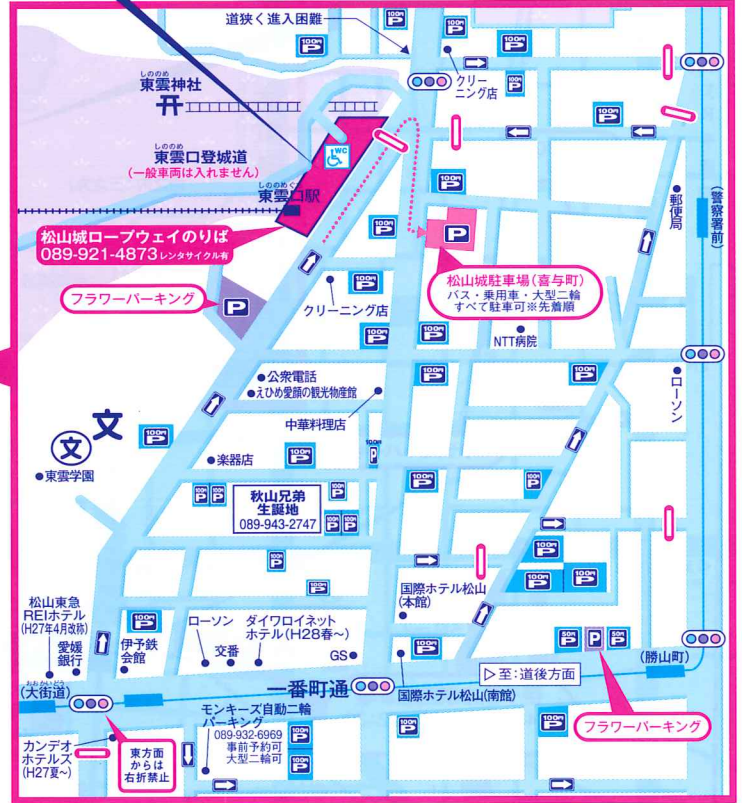 道狭く進入困難
100円
P
しののめ
東雲神社
クリー
ニング店
しののめ
東雲口登城道
(一般車両は入れません)
WC
しののめぐち
東雲口駅
松山城ロープウェイのりば
089-921-4873 レンタサイクル有
フラワーパーキング
P
クリーニング店
P
松山城駐車場(喜与町)
バス・乗用車・大型二輪
すべて駐車可※先着順
NTT病院
郵便局
(警察署前)
ローソン
公衆電話
えひめ愛顔の観光物産館
中華料理店
文
文
東雲学園
楽器店
秋山兄弟
生誕地
089-943-2747
国際ホテル松山
(本館)
松山東急
REIホテル
(H27年4月改称)
愛媛
銀行
伊予鉄
会館
ローソン
交番
ダイワロイネット
ホテル(H28春〜)
GS
50円
P
P
50円
P
(勝山町)
▷至:道後方面
おおかいどう
(大街道)
一番町通
国際ホテル松山(南館)
フラワーパーキング
カンデオ
ホテルズ
(H27夏〜)
東方面
からは
右折禁止
モンキーズ自動二輪
パーキング
089-932-6969
事前予約可
大型二輪可